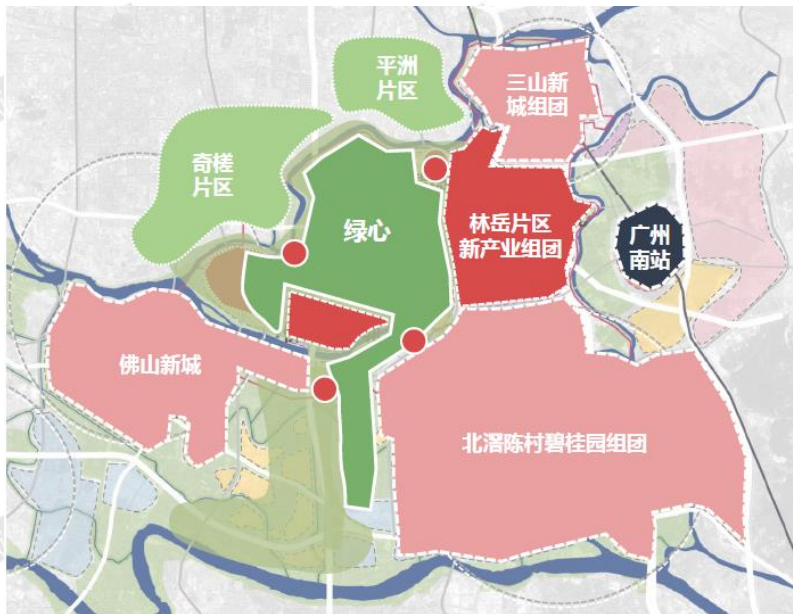 平洲
片区
三山新
城组团
奇槎
片区
绿心
林岳片区
新产业组团
广州
南站
佛山新城
北滘陈村碧桂园组团